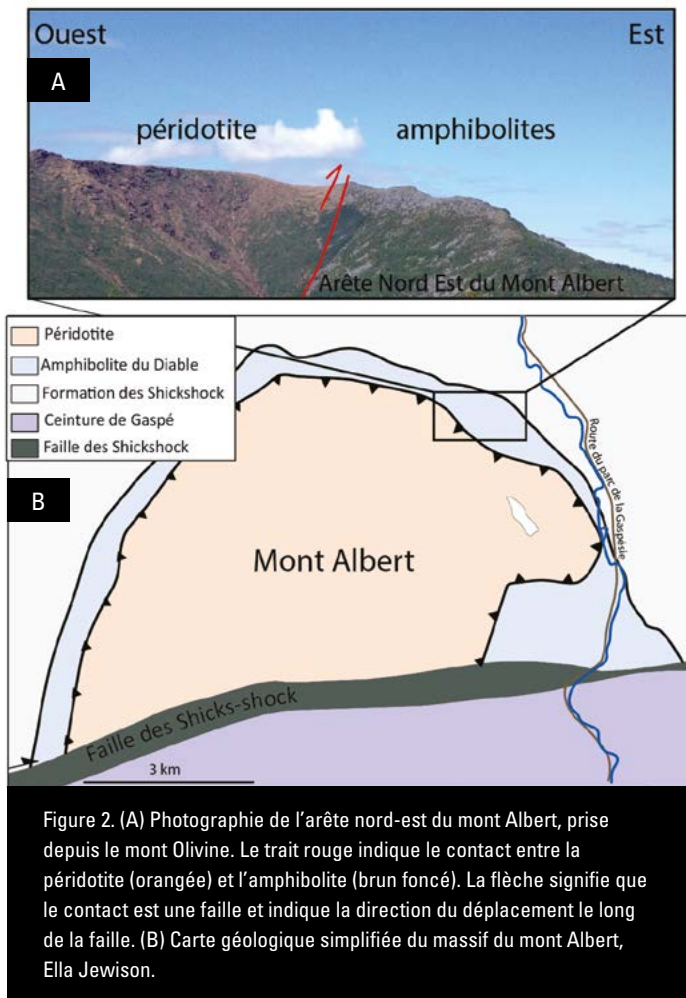 Ouest
Est
A
péridotite
amphibolites
Arête Nord Est du Mont Albert
Péridotite
Amphibolite du Diable
Formation des Shickshock
Ceinture de Gaspé
Faille des Shickshock
B
Route du parc de la Gaspésie
Mont Albert
Faille des Shicks-shock
3 km
Figure 2. (A) Photographie de l'arête nord-est du mont Albert, prise
depuis le mont Olivine. Le trait rouge indique le contact entre la
péridotite (orangée) et l'amphibolite (brun foncé). La flèche signifie que
le contact est une faille et indique la direction du déplacement le long
de la faille. (B) Carte géologique simplifiée du massif du mont Albert,
Ella Jewison.